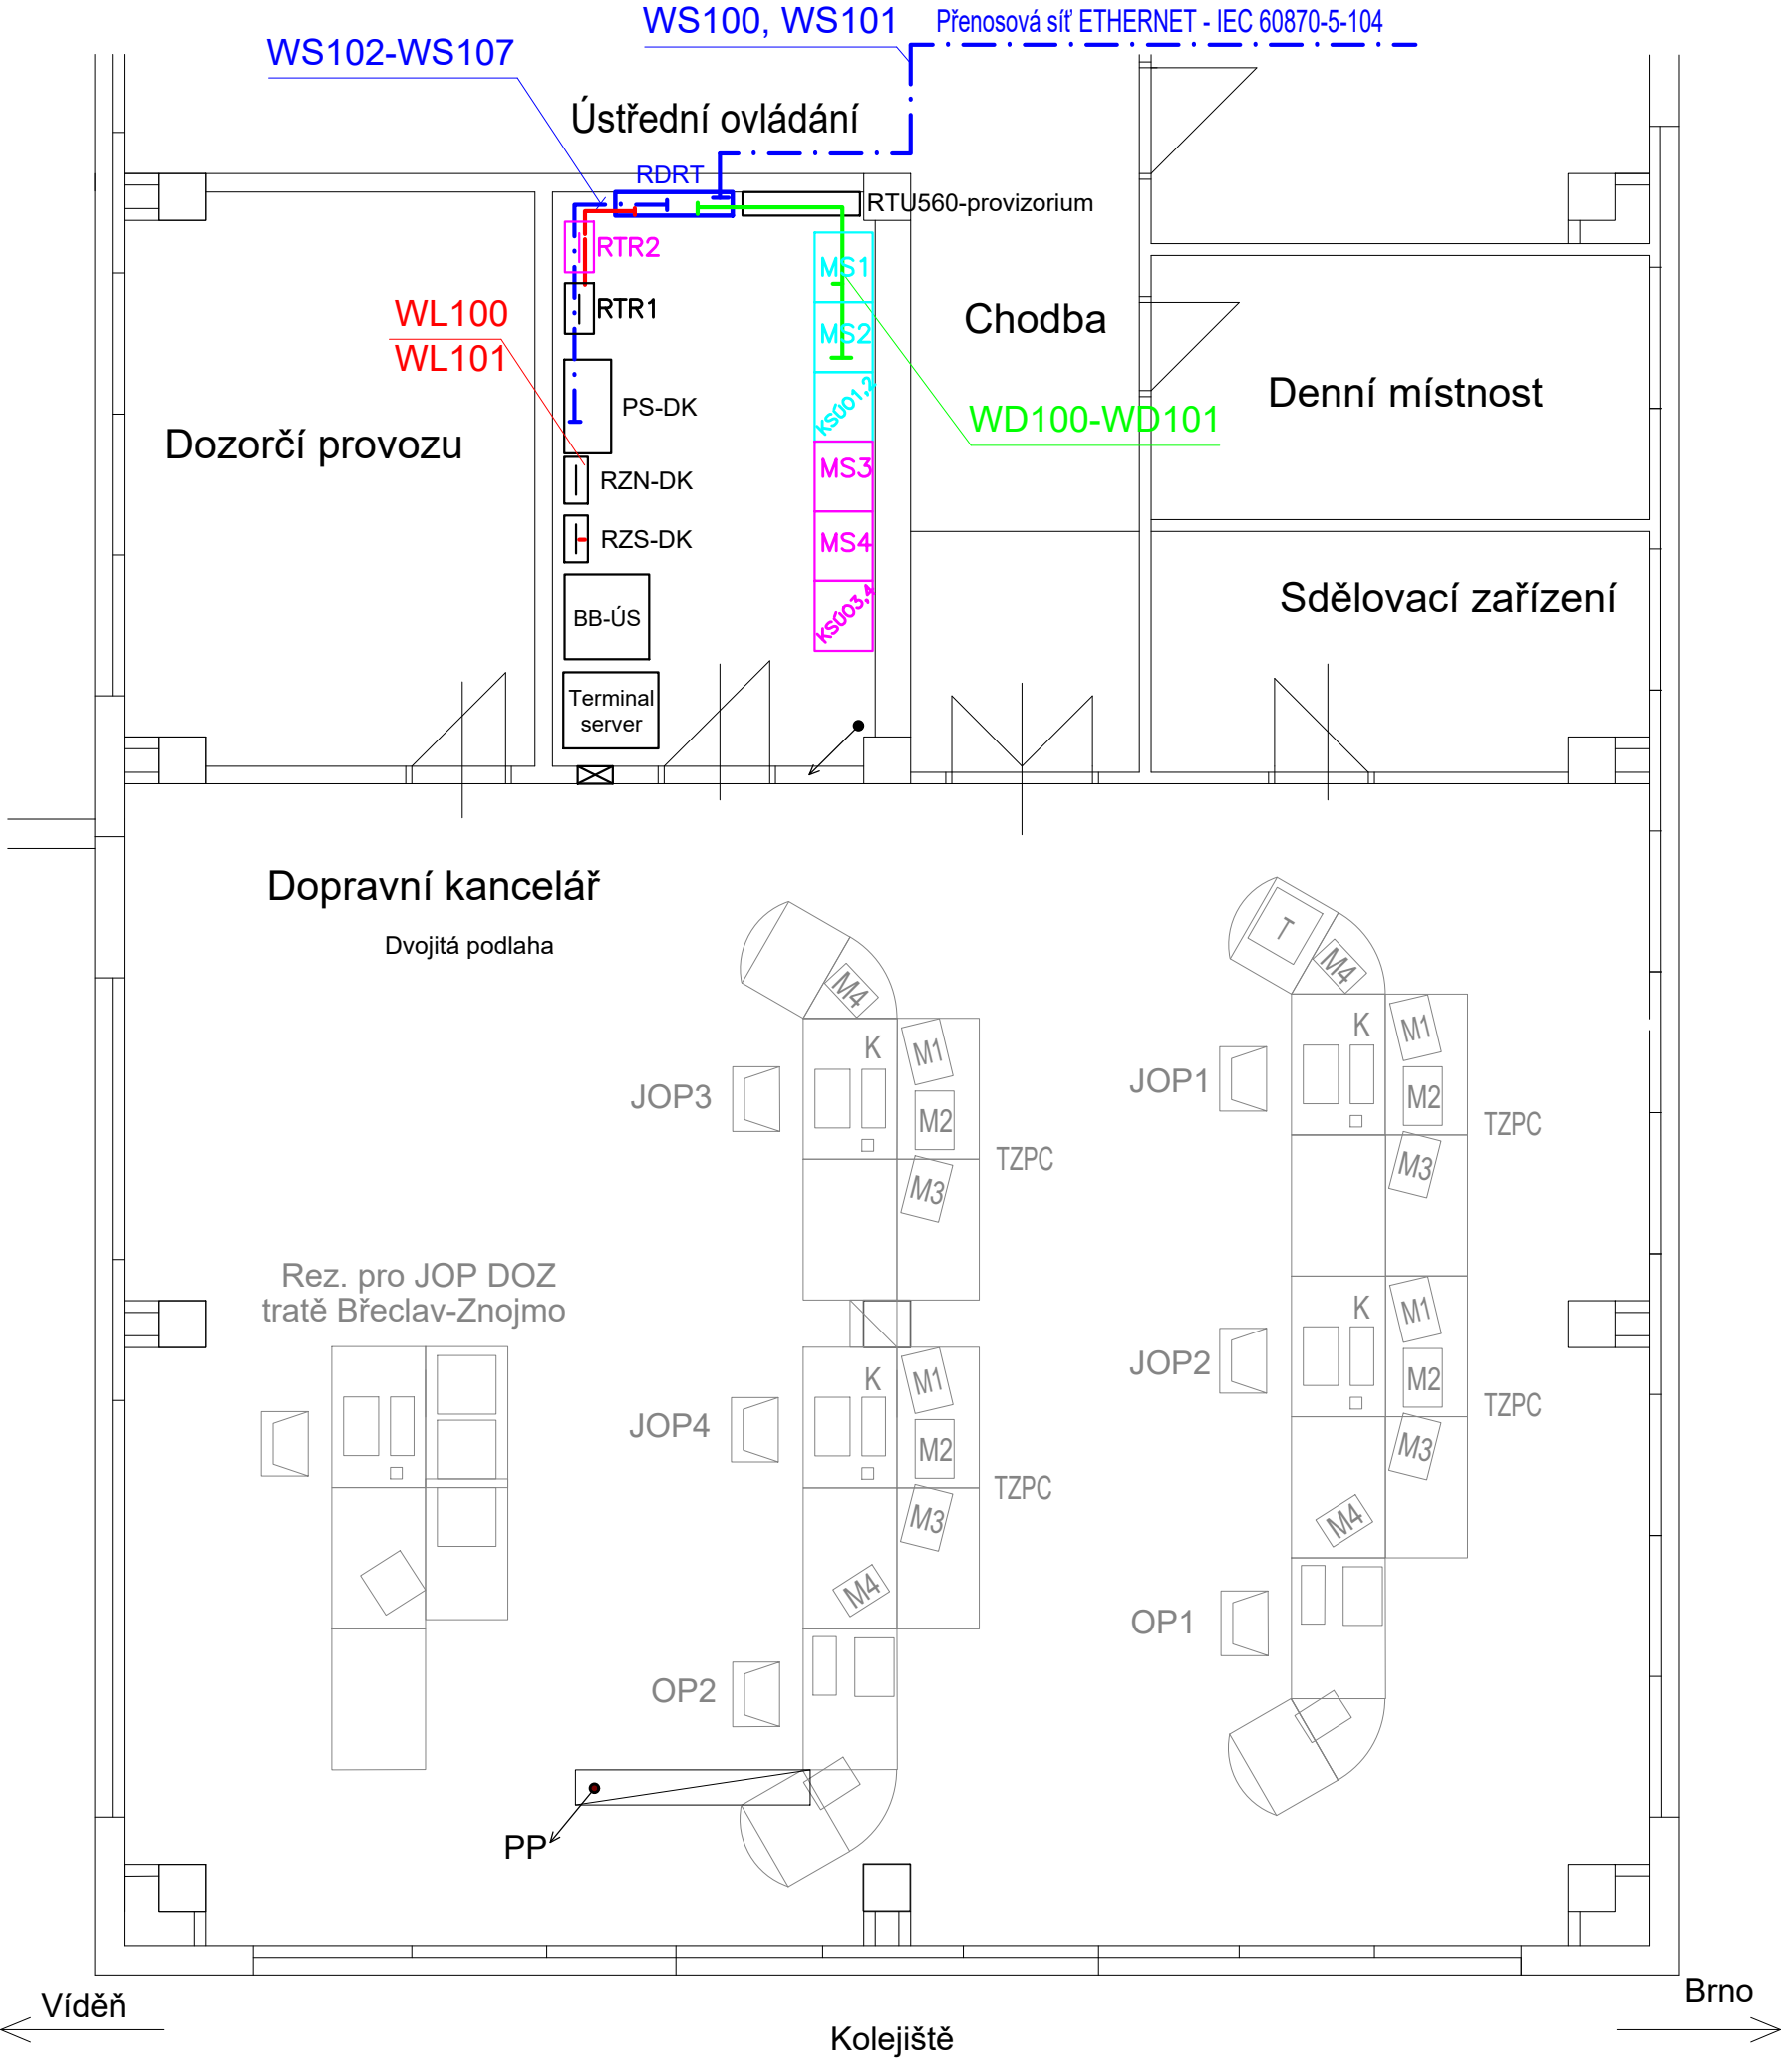 WS100, WS101
Přenosová síť ETHERNET - IEC 60870-5-104
WS102-WS107
Ústřední ovládání
RDRT
RTU560-provizorium
RTR2
MS1
RTR1
WL100
WL101
MS2
Chodba
Denní místnost
PS-DK
KSÚO1,2
WD100-WD101
Dozorčí provozu
MS3
RZN-DK
RZS-DK
MS4
Sdělovací zařízení
BB-ÚS
KSÚO3,4
Terminal
server
Dopravní kancelář
Dvojitá podlaha
T
M4
M4
K
M1
K
M1
JOP3
JOP1
M2
M2
TZPC
TZPC
M3
M3
Rez. pro JOP DOZ
tratě Břeclav-Znojmo
K
M1
JOP2
M2
TZPC
K
M1
JOP4
M2
M3
TZPC
M3
M4
M4
OP1
OP2
PP
Víděň
Brno
Kolejiště